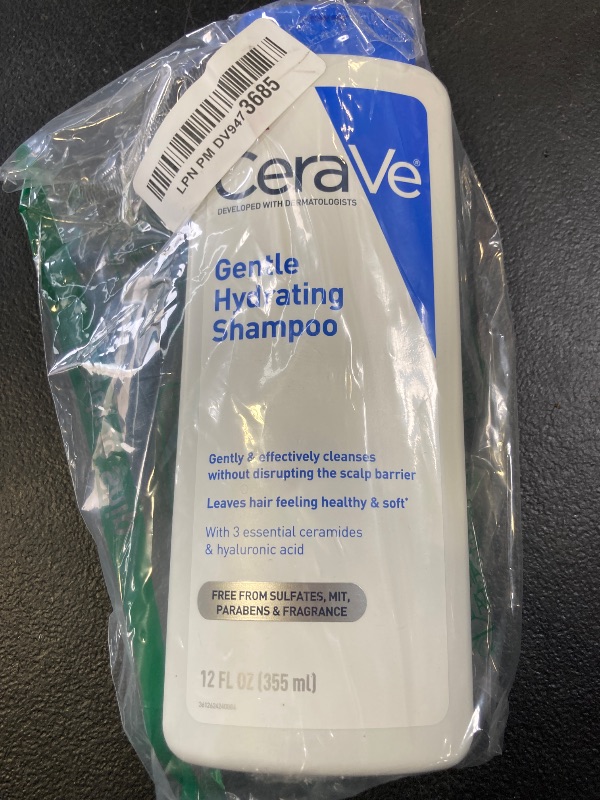 LPN PM DV9473685
CeraVe®
DEVELOPED WITH DERMATOLOGISTS
Gentle
Hydrating
Shampoo
Gently & effectively cleanses
without disrupting the scalp barrier
Leaves hair feeling healthy & soft*
With 3 essential ceramides
& hyaluronic acid
FREE FROM SULFATES, MIT,
PARABENS & FRAGRANCE
12 FL OZ (355 ml)